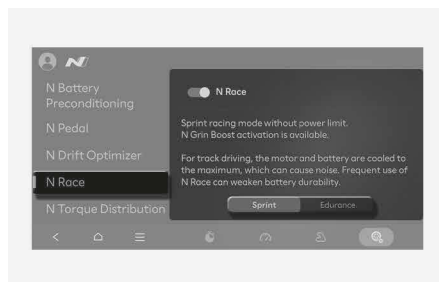 N
N Battery
Preconditioning
N Pedal
N Drift Optimizer
N Race
N Torque Distribution
N Race
Sprint racing mode without power limit.
N Grin Boost activation is available.
For track driving, the motor and battery are cooled to
the maximum, which can cause noise. Frequent use of
N Race can weaken battery durability.
Sprint
Edurance.